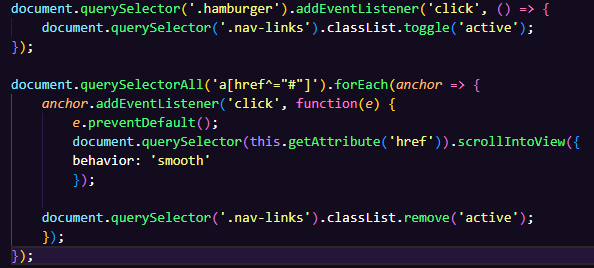 document.querySelector('.hamburger').addEventListener('click', () => {
    document.querySelector('.nav-links').classList.toggle('active');
});

document.querySelectorAll('a[href^="#"]').forEach(anchor => {
    anchor.addEventListener('click', function(e) {
        e.preventDefault();
        document.querySelector(this.getAttribute('href')).scrollIntoView({
        behavior: 'smooth'
        });

    document.querySelector('.nav-links').classList.remove('active');
    });
});